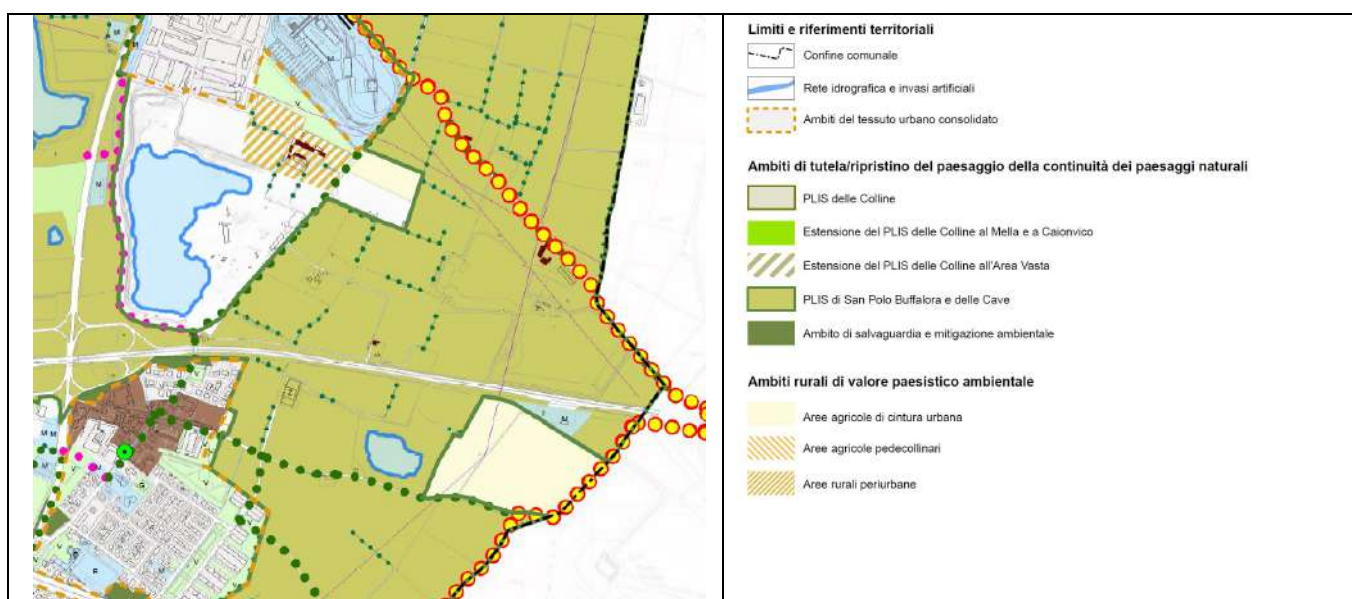 Limiti e riferimenti territoriali
Confine comunale
Rete idrografica e invasi artificiali
Ambiti del tessuto urbano consolidato
Ambiti di tutela/ripristino del paesaggio della continuità dei paesaggi naturali
PLIS delle Colline
Estensione del PLIS delle Colline al Mella e a Caionvico
Estensione del PLIS delle Colline all'Area Vasta
PLIS di San Polo Buffalora e delle Cave
Ambito di salvaguardia e mitigazione ambientale
Ambiti rurali di valore paesistico ambientale
Aree agricole di cintura urbana
Aree agricole pedecollinari
Aree rurali periurbane